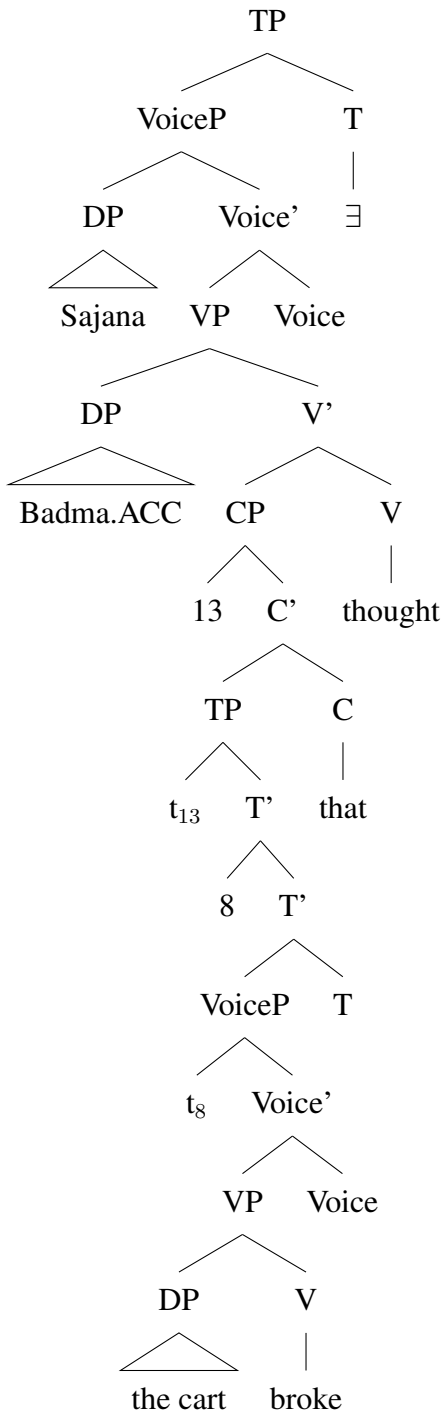 TP
VoiceP T
DP Voice’ ∃
Sajana VP Voice
DP V’
Badma.ACC CP V
13 C’ thought
TP C
t₁₃ T’ that
8 T’
VoiceP T
t₈ Voice’
VP Voice
DP V
the cart broke